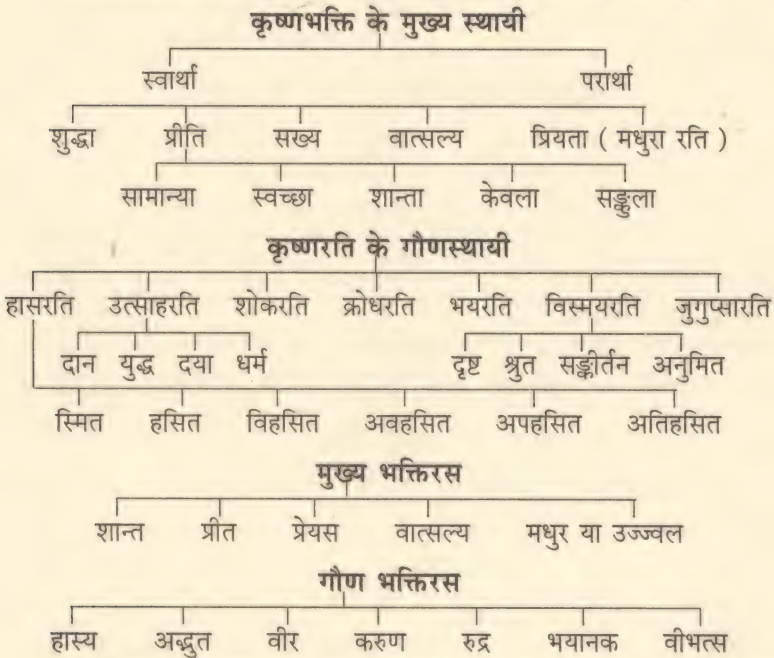 कृष्णभक्ति के मुख्य स्थायी
स्वार्था परार्था
शुद्धा प्रीति सख्य वात्सल्य प्रियता ( मधुरा रति )
सामान्या स्वच्छा शान्ता केवला सङ्कुला
कृष्णरति के गौणस्थायी
हासरति उत्साहरति शोकरति क्रोधरति भयरति विस्मयरति जुगुप्सारति
दान युद्ध दया धर्म दृष्ट श्रुत सङ्कीर्तन अनुमित
स्मित हसित विहसित अवहसित अपहसित अतिहसित
मुख्य भक्तिरस
शान्त प्रीत प्रेयस वात्सल्य मधुर या उज्ज्वल
गौण भक्तिरस
हास्य अद्भुत वीर करुण रुद्र भयानक वीभत्स